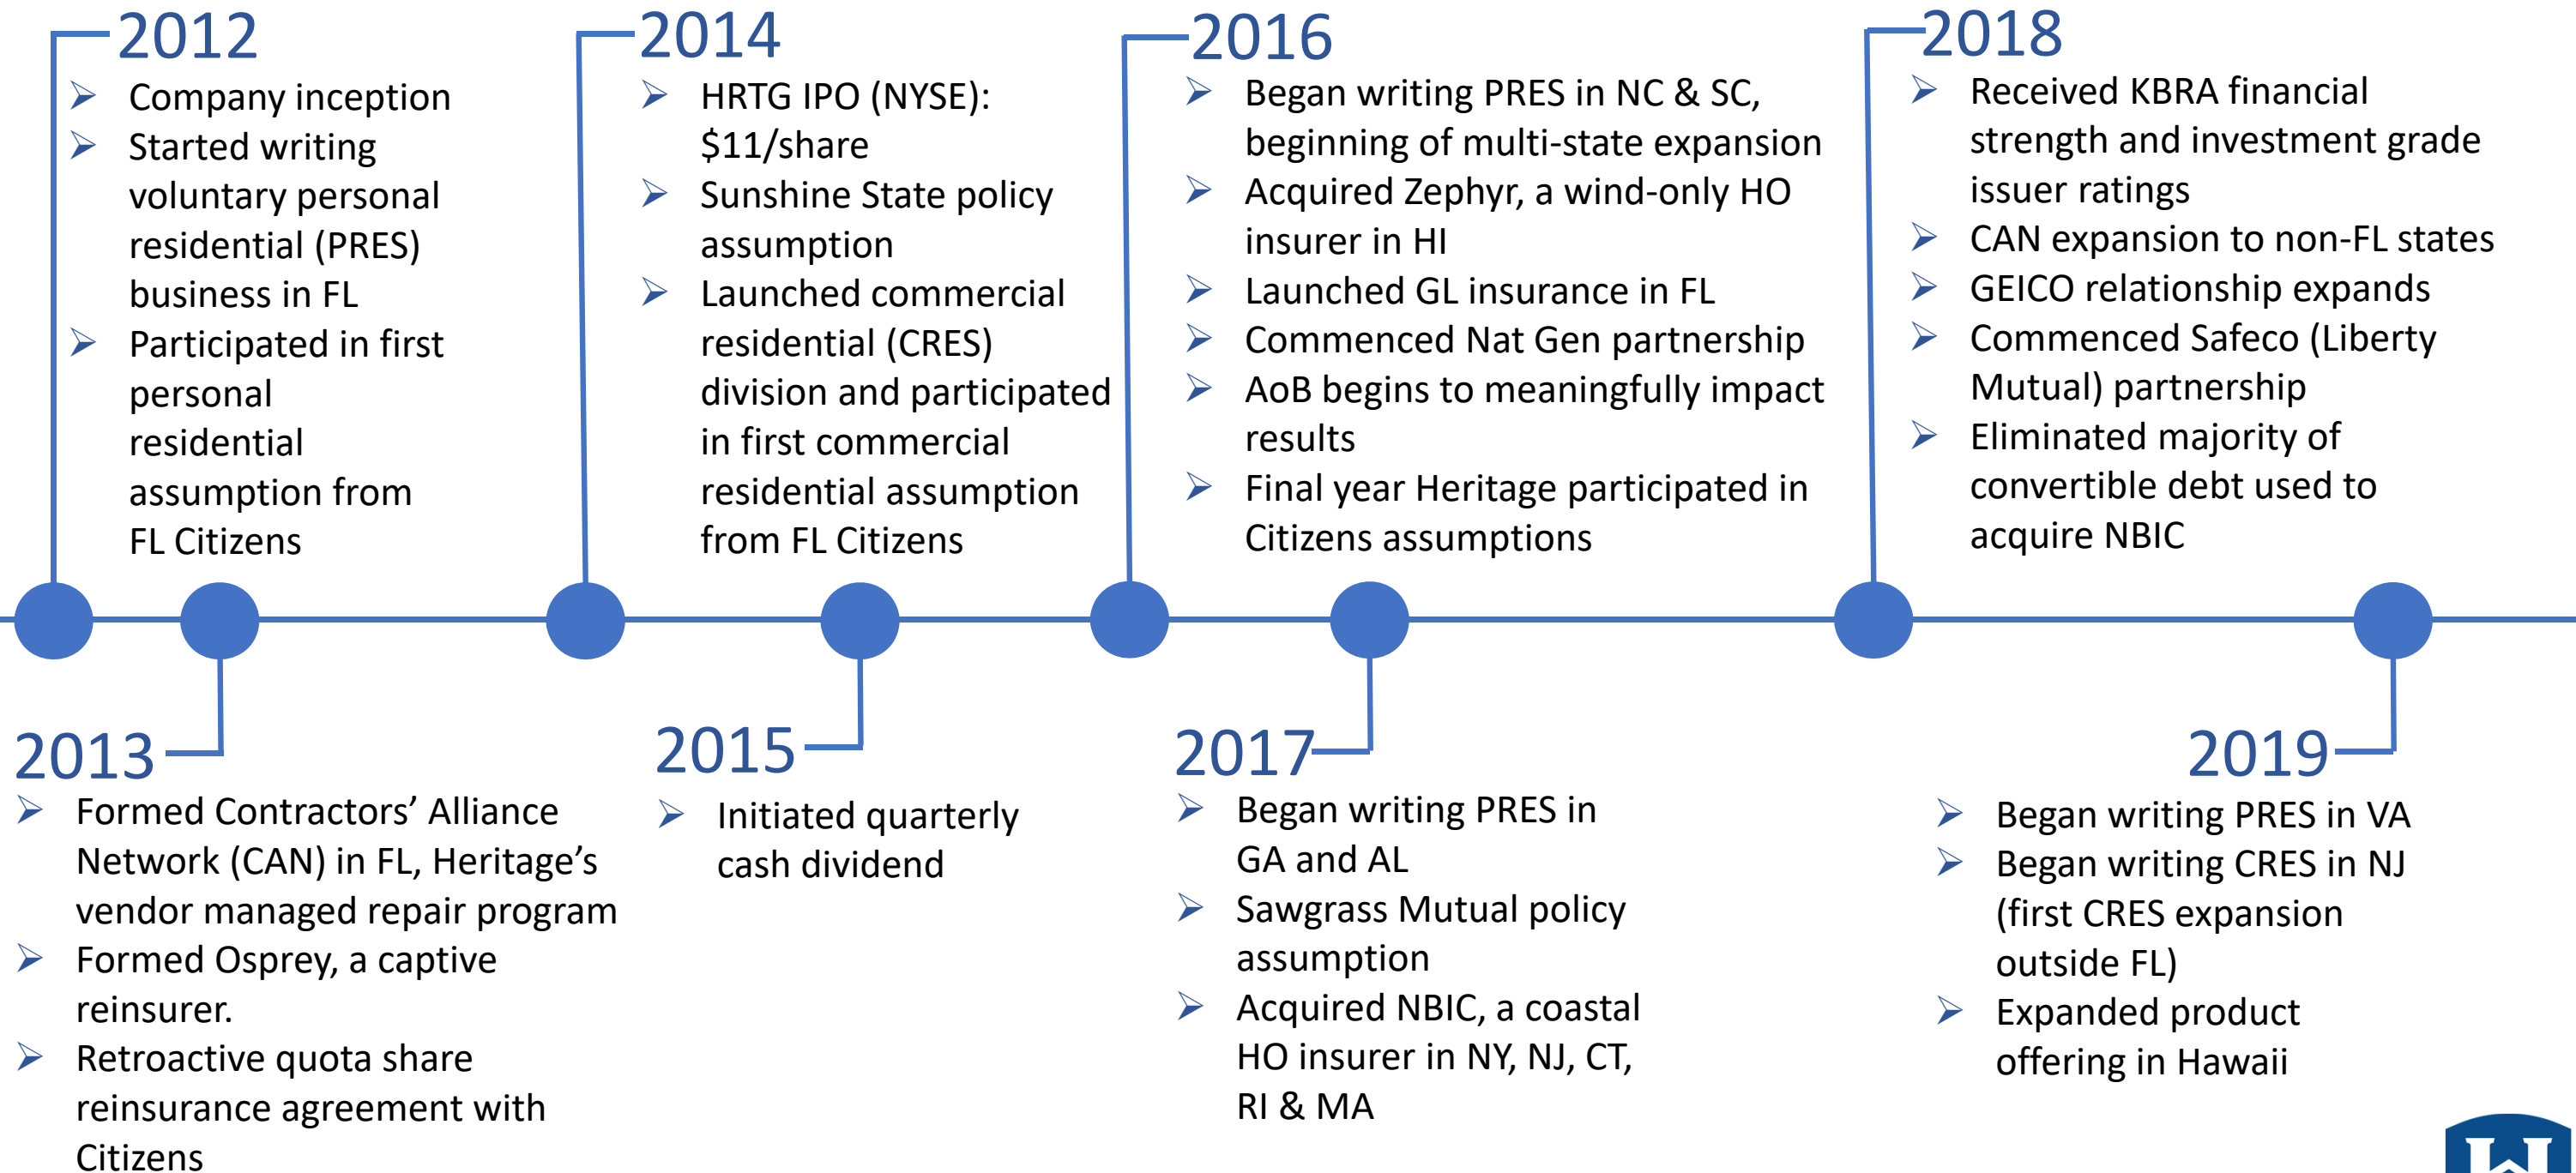 2012
➢ Company inception
➢ Started writing
voluntary personal
residential (PRES)
business in FL
➢ Participated in first
personal
residential
assumption from
FL Citizens
2014
➢ HRTG IPO (NYSE):
$11/share
➢ Sunshine State policy
assumption
➢ Launched commercial
residential (CRES)
division and participated
in first commercial
residential assumption
from FL Citizens
2016
➢ Began writing PRES in NC & SC,
beginning of multi-state expansion
➢ Acquired Zephyr, a wind-only HO
insurer in HI
➢ Launched GL insurance in FL
➢ Commenced Nat Gen partnership
➢ AoB begins to meaningfully impact
results
➢ Final year Heritage participated in
Citizens assumptions
2018
➢ Received KBRA financial
strength and investment grade
issuer ratings
➢ CAN expansion to non-FL states
➢ GEICO relationship expands
➢ Commenced Safeco (Liberty
Mutual) partnership
➢ Eliminated majority of
convertible debt used to
acquire NBIC
2013
➢ Formed Contractors’ Alliance
Network (CAN) in FL, Heritage’s
vendor managed repair program
➢ Formed Osprey, a captive
reinsurer.
➢ Retroactive quota share
reinsurance agreement with
Citizens
2015
➢ Initiated quarterly
cash dividend
2017
➢ Began writing PRES in
GA and AL
➢ Sawgrass Mutual policy
assumption
➢ Acquired NBIC, a coastal
HO insurer in NY, NJ, CT,
RI & MA
2019
➢ Began writing PRES in VA
➢ Began writing CRES in NJ
(first CRES expansion
outside FL)
➢ Expanded product
offering in Hawaii